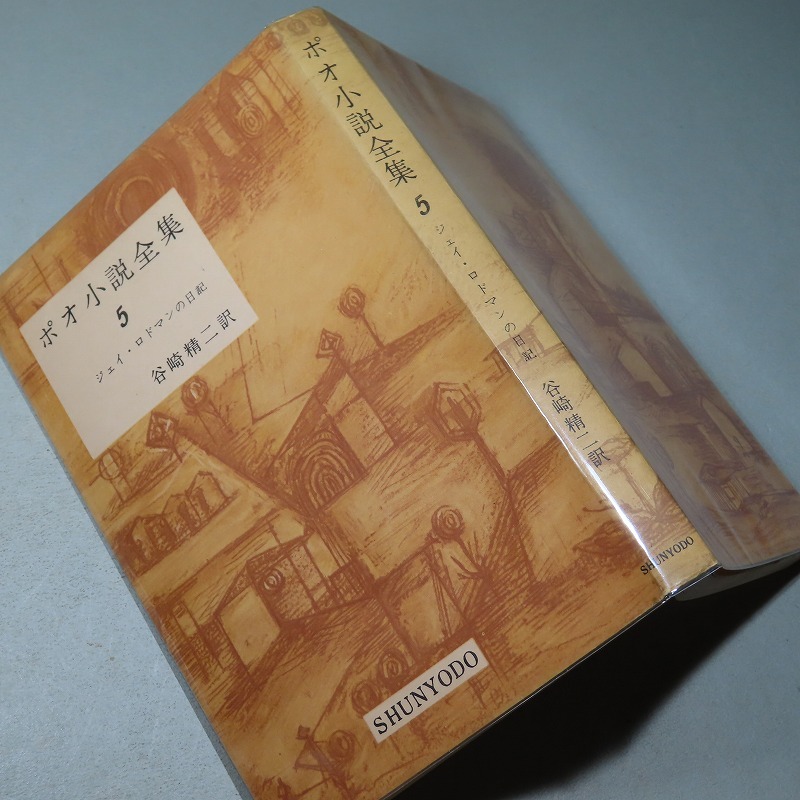 ポオ小説全集
5
ジェイ・ロドマンの日記
谷崎精二訳
SHUNYODO
ポオ小説全集 5 ジェイ・ロドマンの日記 谷崎精二訳
SHUNYODO